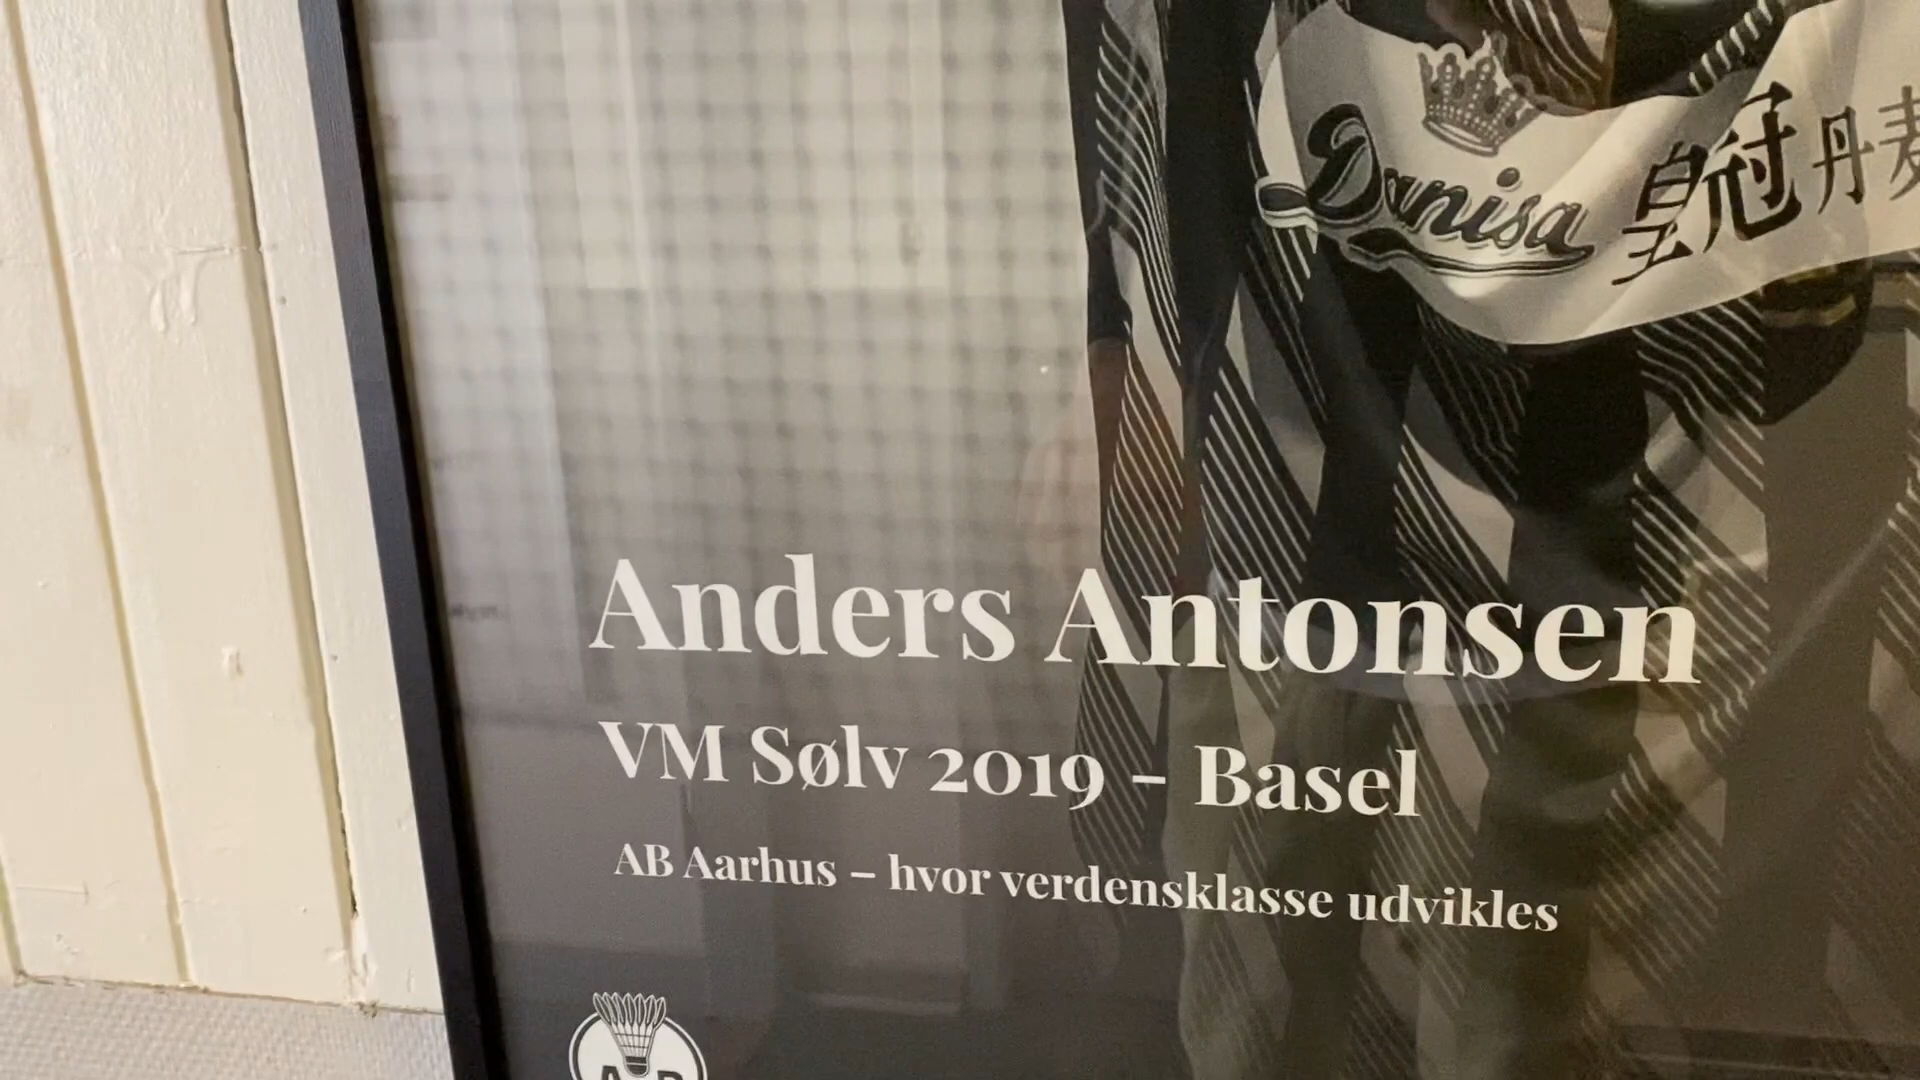 Danisa 皇冠丹麦
Anders Antonsen
VM Sølv 2019 – Basel
AB Aarhus – hvor verdensklasse udvikles